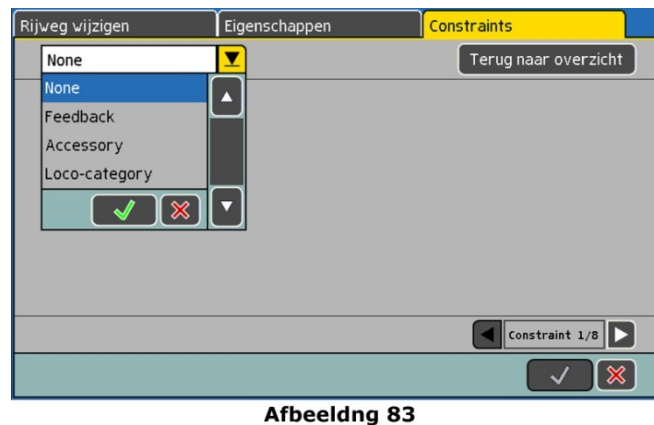 Rijweg wijzigen Eigenschappen Constraints
None Terug naar overzicht
None
Feedback
Accessory
Loco-category
Constraint 1/8
Afbeeldng 83